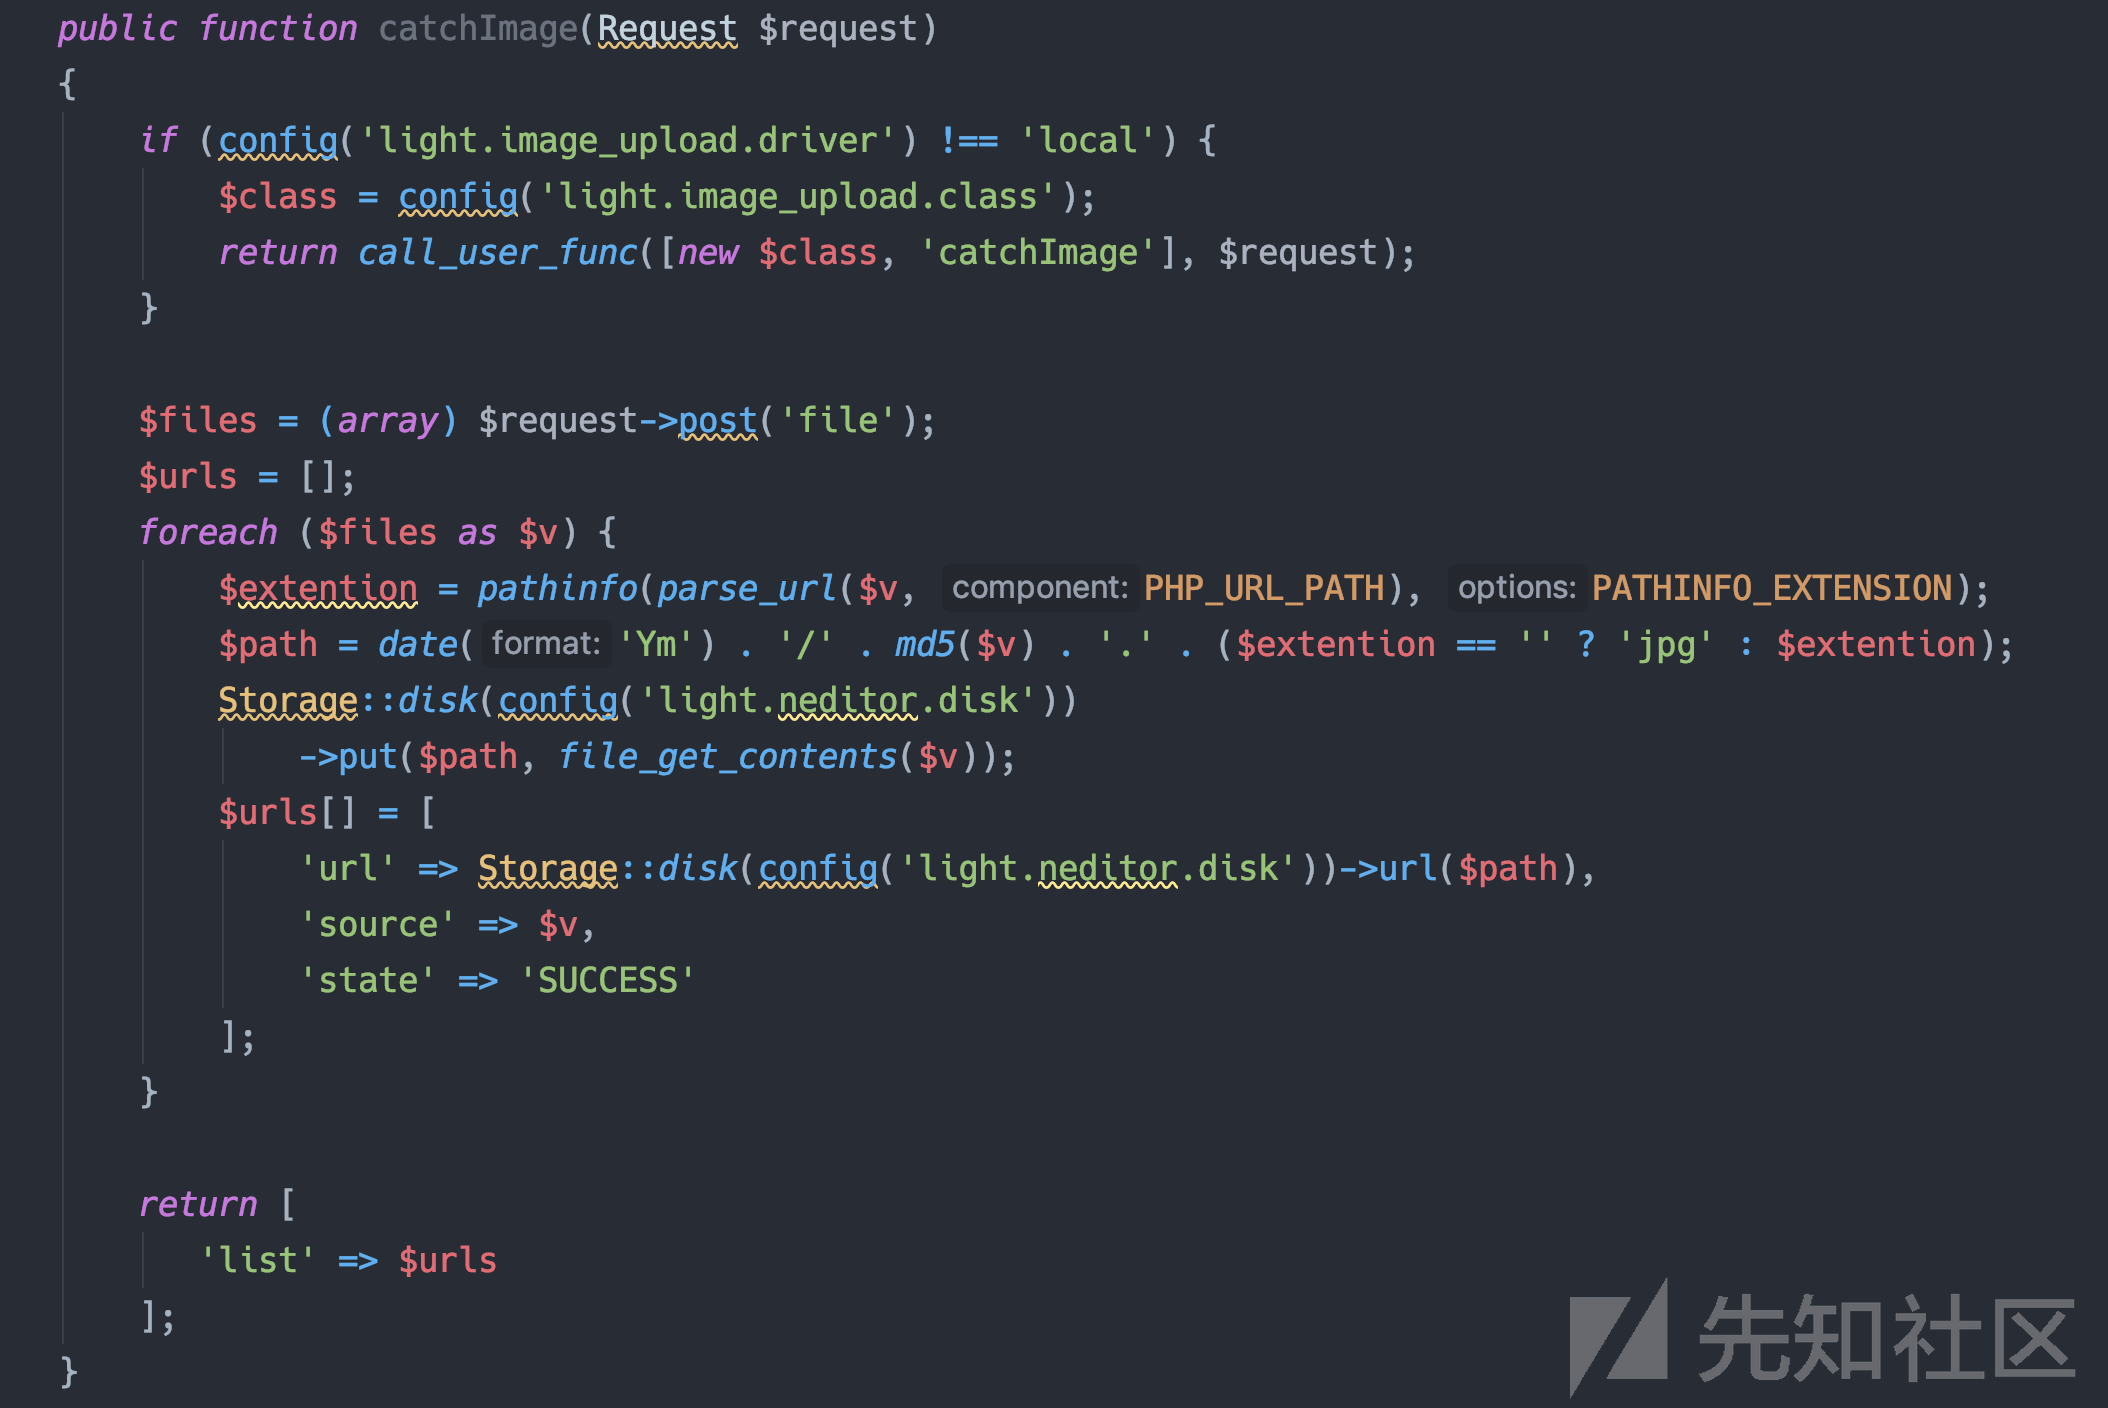 public function catchImage(Request $request)
{
if (config('light.image_upload.driver') !== 'local') {
$class = config('light.image_upload.class');
return call_user_func([new $class, 'catchImage'], $request);
}
$files = (array) $request->post('file');
$urls = [];
foreach ($files as $v) {
$extention = pathinfo(parse_url($v, component: PHP_URL_PATH), options: PATHINFO_EXTENSION);
$path = date( format: 'Ym') . '/' . md5($v) . '.' . ($extention == '' ? 'jpg' : $extention);
Storage::disk(config('light.neditor.disk'))
->put($path, file_get_contents($v));
$urls[] = [
'url' => Storage::disk(config('light.neditor.disk'))->url($path),
'source' => $v,
'state' => 'SUCCESS'
];
}
return [
'list' => $urls
];
}
先知社区